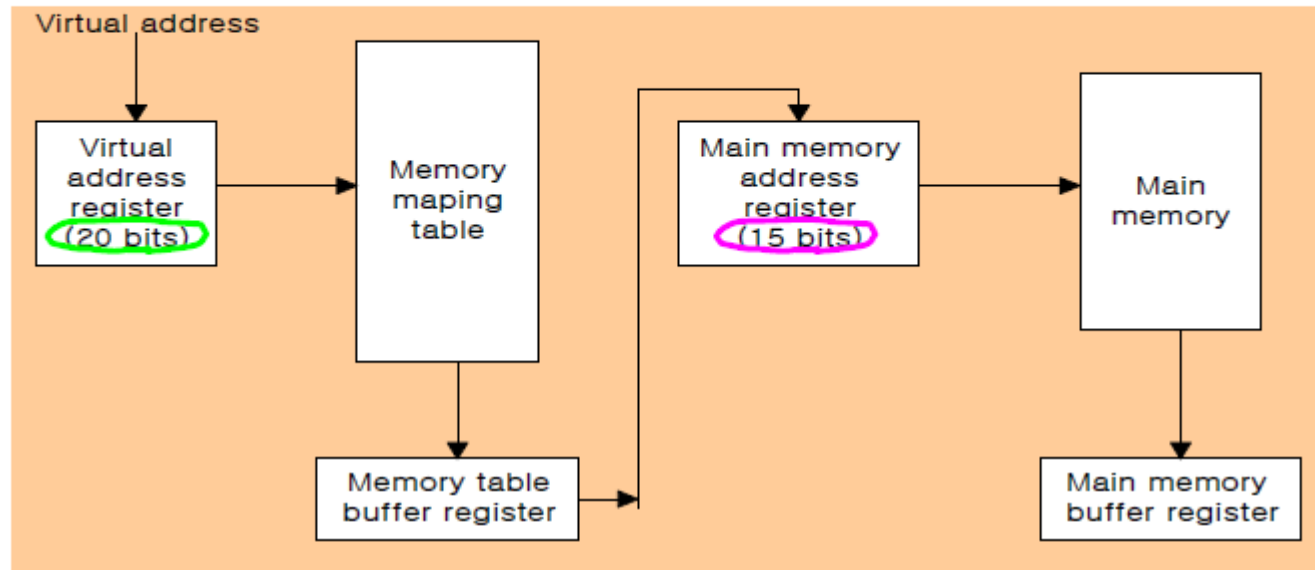 Virtual address
Virtual
address
register
(20 bits)
Memory
maping
table
Main memory
address
register
(15 bits)
Main
memory
Memory table
buffer register
Main memory
buffer register